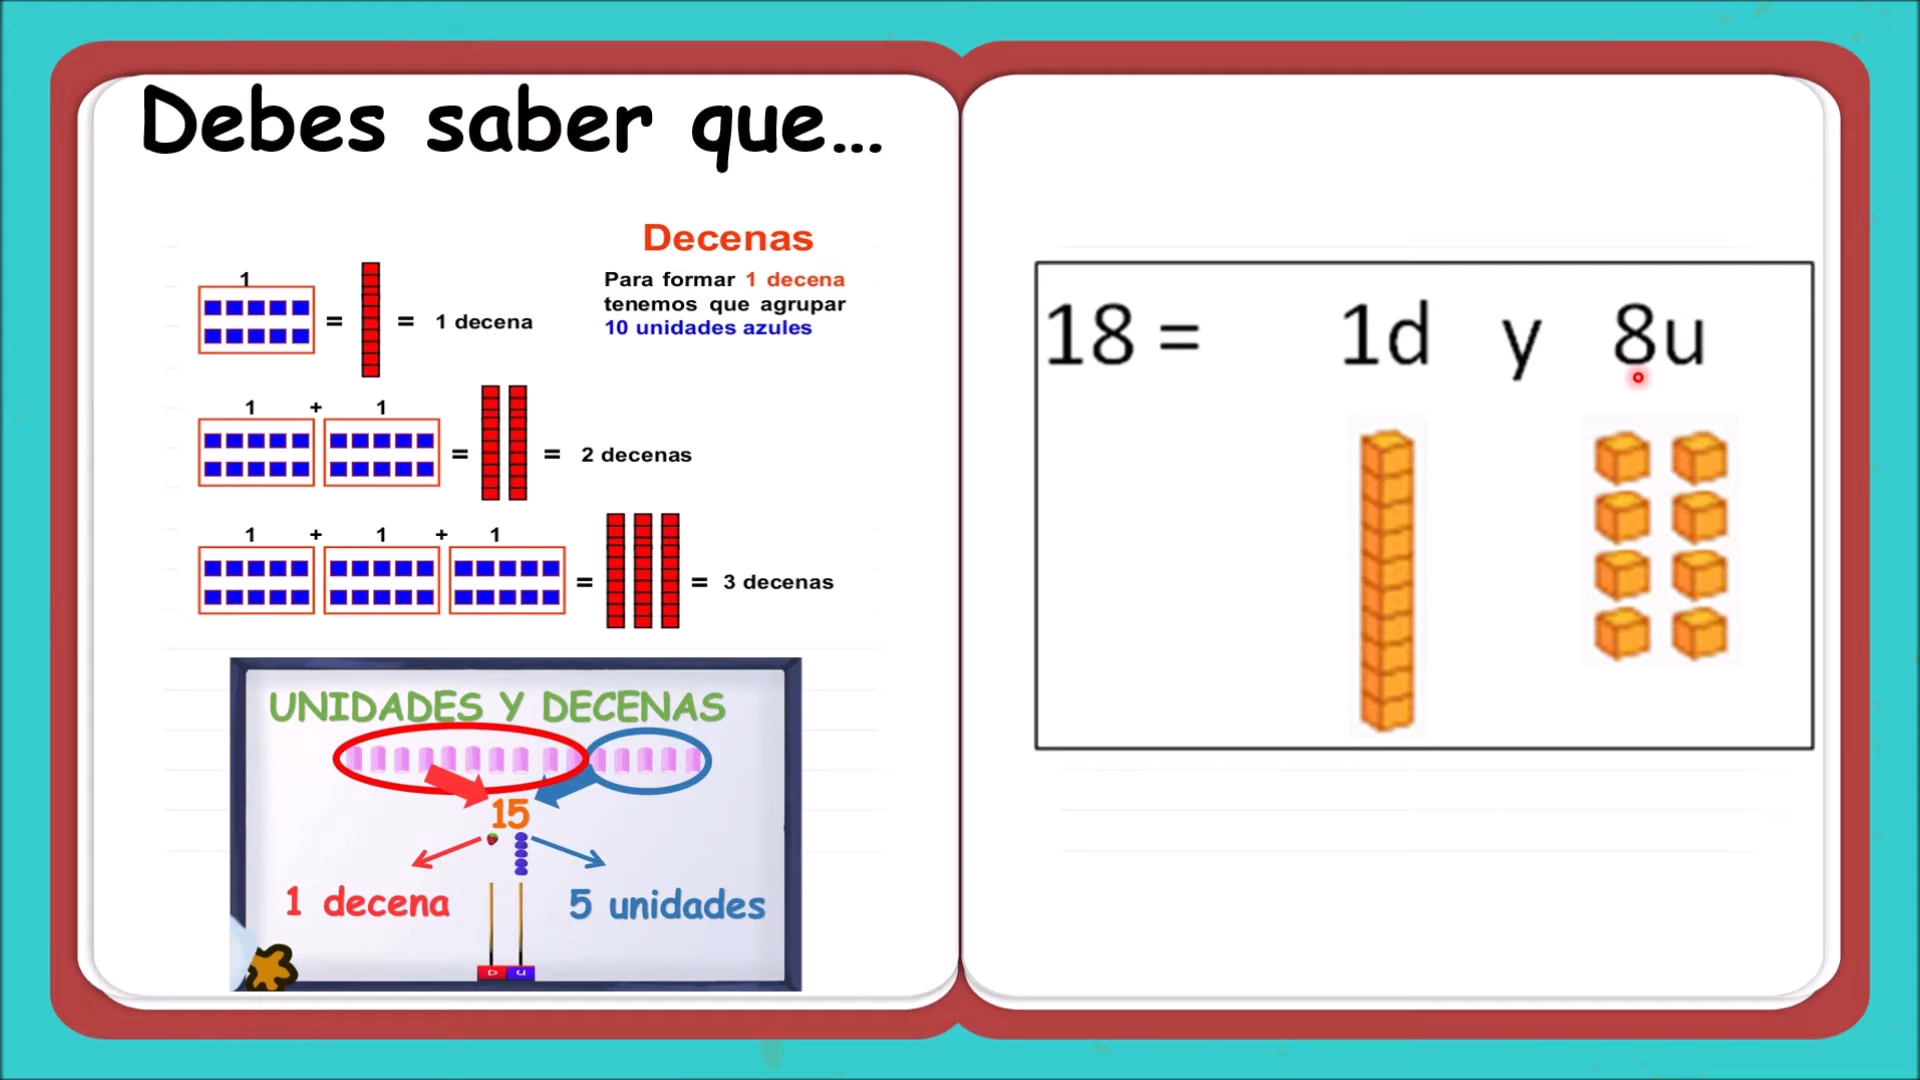 Debes saber que...
Decenas
Para formar 1 decena
tenemos que agrupar
10 unidades azules
1
= = 1 decena
1 + 1
= = 2 decenas
1 + 1 + 1
= = 3 decenas
UNIDADES Y DECENAS
15
1 decena 5 unidades
D U
18 = 1d y 8u